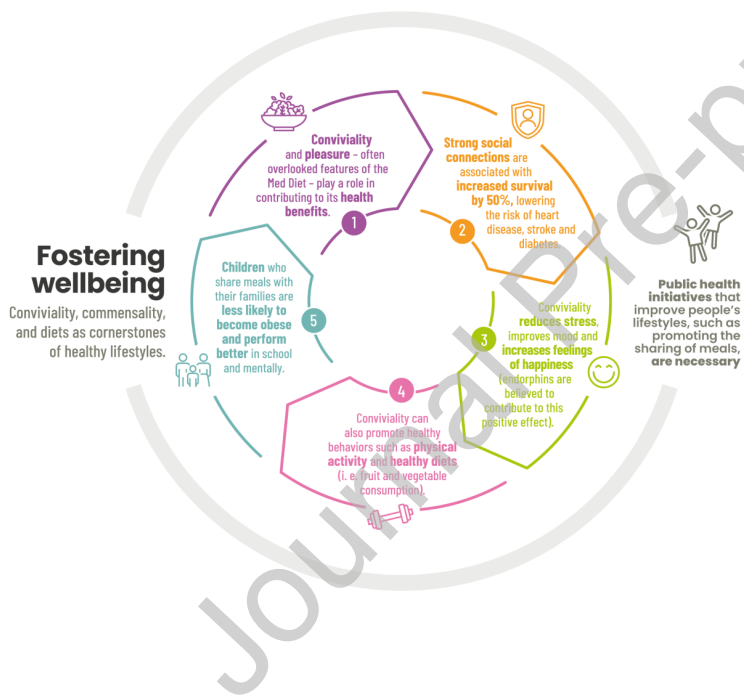 Fostering
wellbeing
Conviviality, commensality,
and diets as cornerstones
of healthy lifestyles.
Conviviality
and pleasure – often
overlooked features of the
Med Diet – play a role in
contributing to its health
benefits.
1
Strong social
connections are
associated with
increased survival
by 50%, lowering
the risk of heart
disease, stroke and
diabetes.
2
Conviviality
reduces stress,
improves mood and
increases feelings
of happiness
(endorphins are
believed to
contribute to this
positive effect).
3
4
Conviviality can
also promote healthy
behaviors such as physical
activity and healthy diets
(i. e. fruit and vegetable
consumption).
Children who
share meals with
their families are
less likely to
become obese
and perform
better in school
and mentally.
5
Public health
initiatives that
improve people's
lifestyles, such as
promoting the
sharing of meals,
are necessary
Journal Pre-p